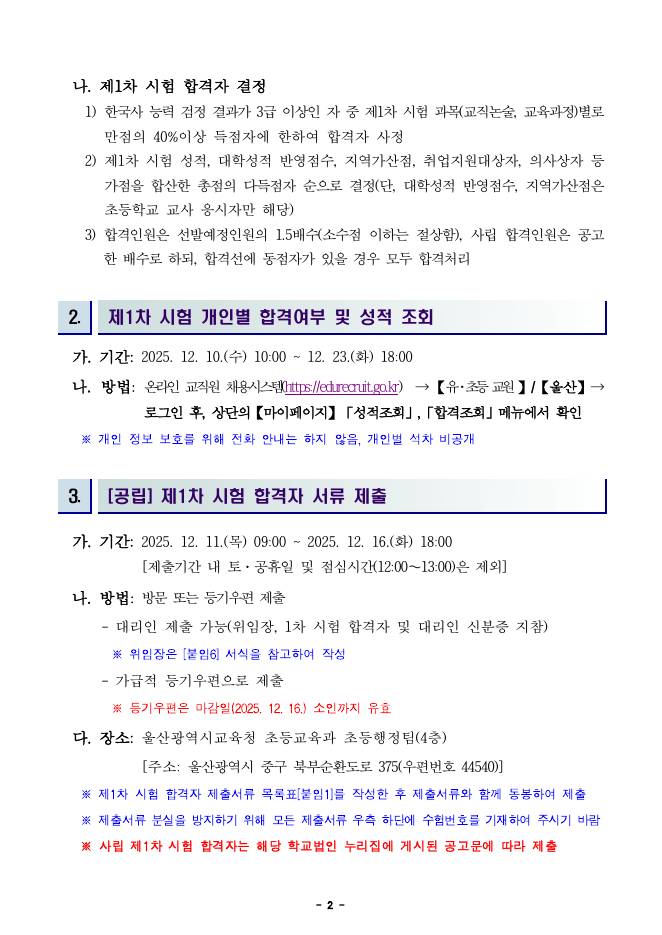 나. 제1차 시험 합격자 결정
1) 한국사 능력 검정 결과가 3급 이상인 자 중 제1차 시험 과목(교직논술, 교육과정)별로
만점의 40%이상 득점자에 한하여 합격자 사정
2) 제1차 시험 성적, 대학성적 반영점수, 지역가산점, 취업지원대상자, 의사상자 등
가점을 합산한 총점의 다득점자 순으로 결정(단, 대학성적 반영점수, 지역가산점은
초등학교 교사 응시자만 해당)
3) 합격인원은 선발예정인원의 1.5배수(소수점 이하는 절상함), 사립 합격인원은 공고
한 배수로 하되, 합격선에 동점자가 있을 경우 모두 합격처리
2. 제1차 시험 개인별 합격여부 및 성적 조회
가. 기간: 2025. 12. 10.(수) 10:00 ~ 12. 23.(화) 18:00
나. 방법: 온라인 교직원 채용시스템(https://edurecruit.go.kr) →【유·초등 교원】/【울산】→
로그인 후, 상단의【마이페이지】「성적조회」,「합격조회」메뉴에서 확인
※ 개인 정보 보호를 위해 전화 안내는 하지 않음, 개인별 석차 비공개
3. [공립] 제1차 시험 합격자 서류 제출
가. 기간: 2025. 12. 11.(목) 09:00 ~ 2025. 12. 16.(화) 18:00
[제출기간 내 토·공휴일 및 점심시간(12:00～13:00)은 제외]
나. 방법: 방문 또는 등기우편 제출
- 대리인 제출 가능(위임장, 1차 시험 합격자 및 대리인 신분증 지참)
※ 위임장은 [붙임6] 서식을 참고하여 작성
- 가급적 등기우편으로 제출
※ 등기우편은 마감일(2025. 12. 16.) 소인까지 유효
다. 장소: 울산광역시교육청 초등교육과 초등행정팀(4층)
[주소: 울산광역시 중구 북부순환도로 375(우편번호 44540)]
※ 제1차 시험 합격자 제출서류 목록표[붙임1]를 작성한 후 제출서류와 함께 동봉하여 제출
※ 제출서류 분실을 방지하기 위해 모든 제출서류 우측 하단에 수험번호를 기재하여 주시기 바람
※ 사립 제1차 시험 합격자는 해당 학교법인 누리집에 게시된 공고문에 따라 제출
- 2 -